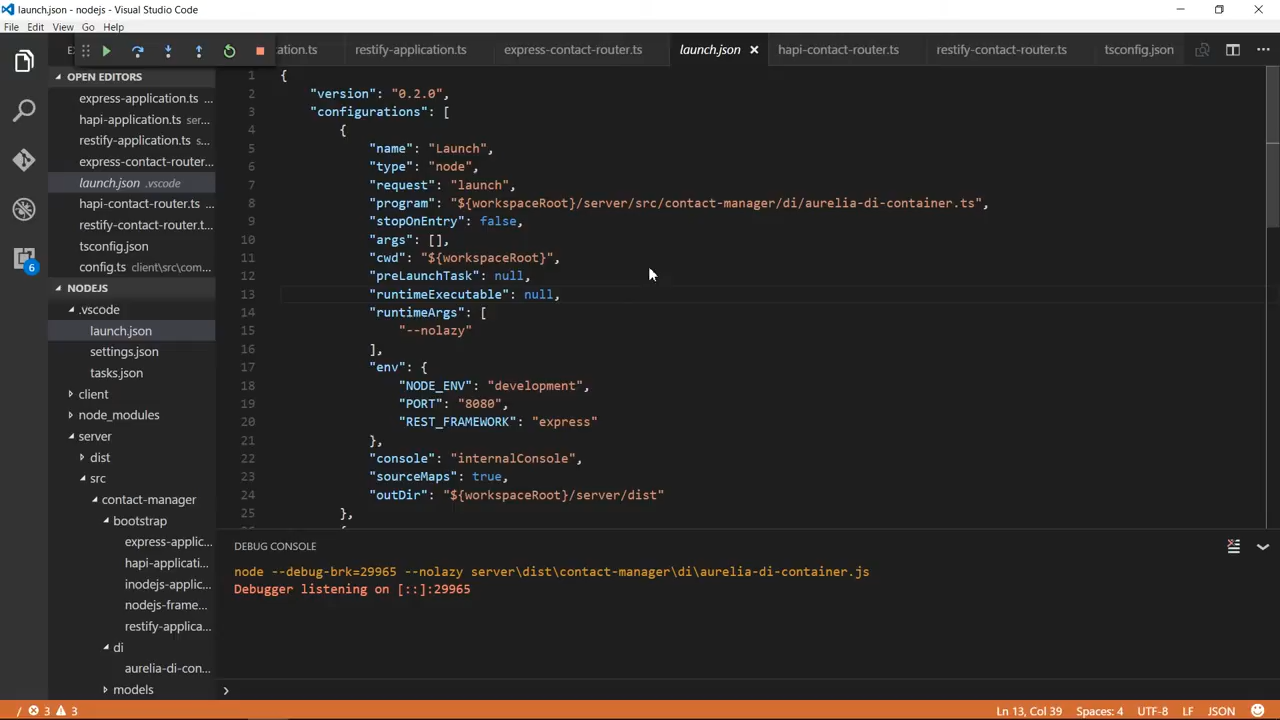 launch.json - nodejs - Visual Studio Code
File Edit View Go Help
ation.ts restify-application.ts express-contact-router.ts launch.json hapi-contact-router.ts restify-contact-router.ts tsconfig.json
OPEN EDITORS
express-application.ts ...
hapi-application.ts ser...
restify-application.ts s...
express-contact-router...
launch.json .vscode
hapi-contact-router.ts ...
restify-contact-router.t...
tsconfig.json
config.ts client\src\com...
6
NODEJS
.vscode
launch.json
settings.json
tasks.json
client
node_modules
server
dist
src
contact-manager
bootstrap
express-applic...
hapi-applicati...
inodejs-applic...
nodejs-frame...
restify-applica...
di
aurelia-di-con...
models
1 {
2 "version": "0.2.0",
3 "configurations": [
4 {
5 "name": "Launch",
6 "type": "node",
7 "request": "launch",
8 "program": "${workspaceRoot}/server/src/contact-manager/di/aurelia-di-container.ts",
9 "stopOnEntry": false,
10 "args": [],
11 "cwd": "${workspaceRoot}",
12 "preLaunchTask": null,
13 "runtimeExecutable": null,
14 "runtimeArgs": [
15 "--nolazy"
16 ],
17 "env": {
18 "NODE_ENV": "development",
19 "PORT": "8080",
20 "REST_FRAMEWORK": "express"
21 },
22 "console": "internalConsole",
23 "sourceMaps": true,
24 "outDir": "${workspaceRoot}/server/dist"
25 },
DEBUG CONSOLE
node --debug-brk=29965 --nolazy server\dist\contact-manager\di\aurelia-di-container.js
Debugger listening on [::]:29965
/ 3 3 Ln 13, Col 39 Spaces: 4 UTF-8 LF JSON